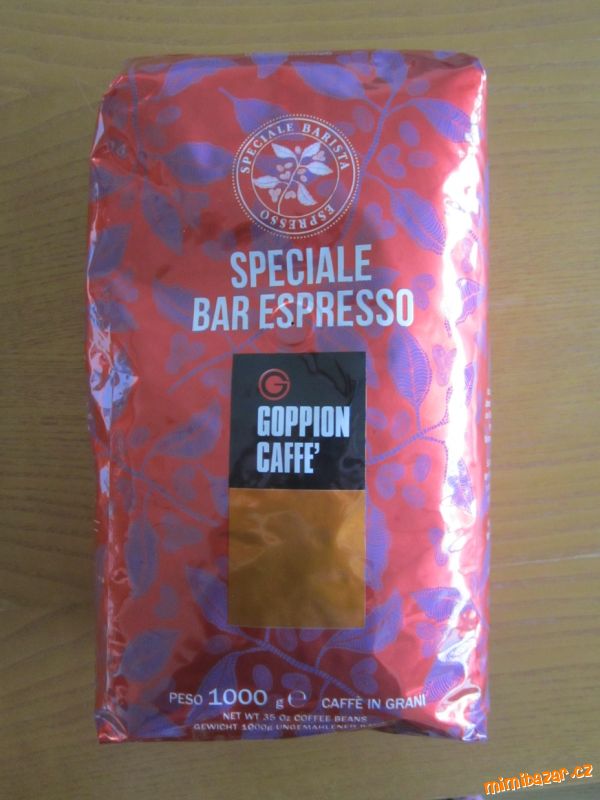 SPECIALE BARISTA
ESPRESSO
SPECIALE
BAR ESPRESSO
G
GOPPION
CAFFE'
PESO 1000 g ℮ CAFFÈ IN GRANI
NET WT 35 Oz COFFEE BEANS
GEWICHT 1000g UNGEMAHLENER
mimibazar.cz